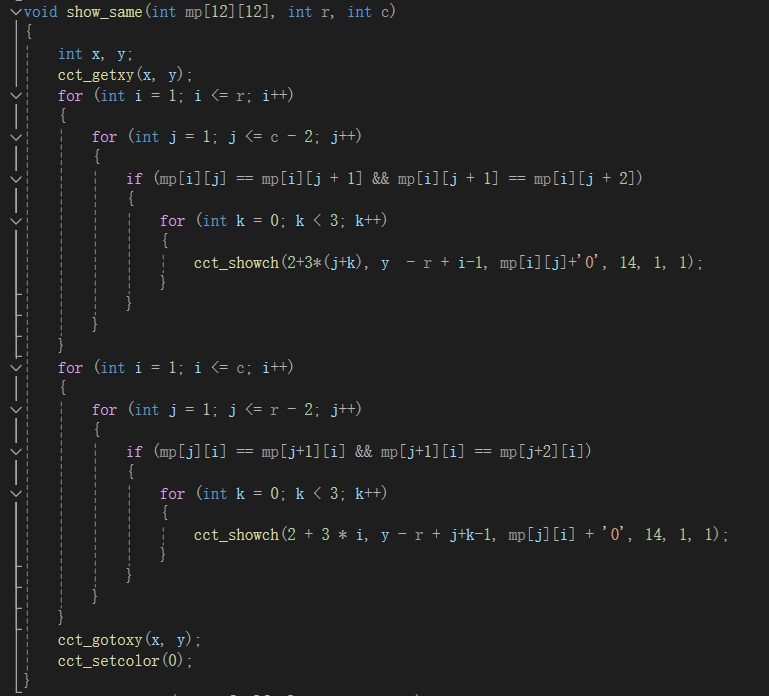 void show_same(int mp[12][12], int r, int c)
{
    int x, y;
    cct_getxy(x, y);
    for (int i = 1; i <= r; i++)
    {
        for (int j = 1; j <= c - 2; j++)
        {
            if (mp[i][j] == mp[i][j + 1] && mp[i][j + 1] == mp[i][j + 2])
            {
                for (int k = 0; k < 3; k++)
                {
                    cct_showch(2+3*(j+k), y  - r + i-1, mp[i][j]+'0', 14, 1, 1);
                }
            }
        }
    }
    for (int i = 1; i <= c; i++)
    {
        for (int j = 1; j <= r - 2; j++)
        {
            if (mp[j][i] == mp[j+1][i] && mp[j+1][i] == mp[j+2][i])
            {
                for (int k = 0; k < 3; k++)
                {
                    cct_showch(2 + 3 * i, y - r + j+k-1, mp[j][i] + '0', 14, 1, 1);
                }
            }
        }
    }
    cct_gotoxy(x, y);
    cct_setcolor(0);
}